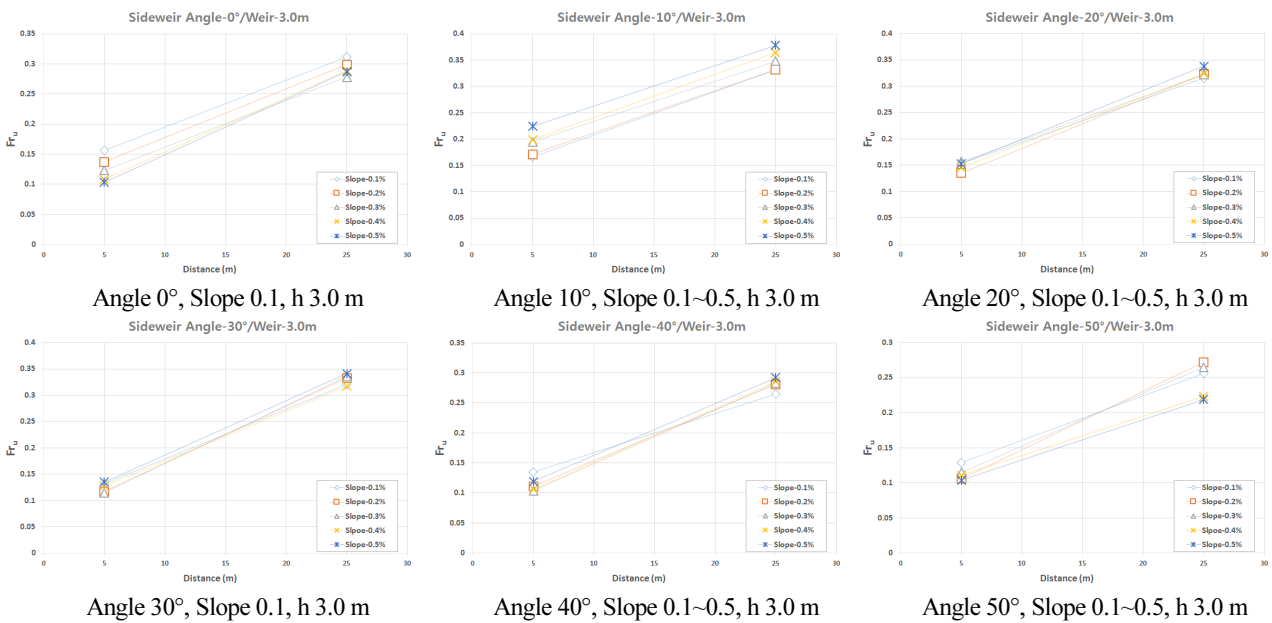 Sideweir Angle-0°/Weir-3.0m
0.35
0.3
0.25
0.2
0.15
0.1
0.05
0
Fru
0 5 10 15 20 25 30
Distance (m)
Slope-0.1%
Slope-0.2%
Slope-0.3%
Slpoe-0.4%
Slope-0.5%
Angle 0°, Slope 0.1, h 3.0 m
Sideweir Angle-10°/Weir-3.0m
0.4
0.35
0.3
0.25
0.2
0.15
0.1
0.05
0
Fru
0 5 10 15 20 25 30
Distance (m)
Slope-0.1%
Slope-0.2%
Slope-0.3%
Slpoe-0.4%
Slope-0.5%
Angle 10°, Slope 0.1~0.5, h 3.0 m
Sideweir Angle-20°/Weir-3.0m
0.4
0.35
0.3
0.25
0.2
0.15
0.1
0.05
0
Fru
0 5 10 15 20 25 30
Distance (m)
Slope-0.1%
Slope-0.2%
Slope-0.3%
Slpoe-0.4%
Slope-0.5%
Angle 20°, Slope 0.1~0.5, h 3.0 m
Sideweir Angle-30°/Weir-3.0m
0.4
0.35
0.3
0.25
0.2
0.15
0.1
0.05
0
Fru
0 5 10 15 20 25 30
Distance (m)
Slope-0.1%
Slope-0.2%
Slope-0.3%
Slpoe-0.4%
Slope-0.5%
Angle 30°, Slope 0.1, h 3.0 m
Sideweir Angle-40°/Weir-3.0m
0.35
0.3
0.25
0.2
0.15
0.1
0.05
0
Fru
0 5 10 15 20 25 30
Distance (m)
Slope-0.1%
Slope-0.2%
Slope-0.3%
Slpoe-0.4%
Slope-0.5%
Angle 40°, Slope 0.1~0.5, h 3.0 m
Sideweir Angle-50°/Weir-3.0m
0.3
0.25
0.2
0.15
0.1
0.05
0
Fru
0 5 10 15 20 25 30
Distance (m)
Slope-0.1%
Slope-0.2%
Slope-0.3%
Slpoe-0.4%
Slope-0.5%
Angle 50°, Slope 0.1~0.5, h 3.0 m